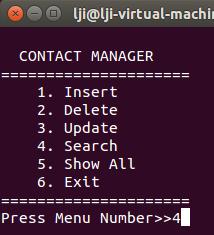 lji@lji-virtual-machin
CONTACT MANAGER
=====================
1. Insert
2. Delete
3. Update
4. Search
5. Show All
6. Exit
=====================
Press Menu Number>>4